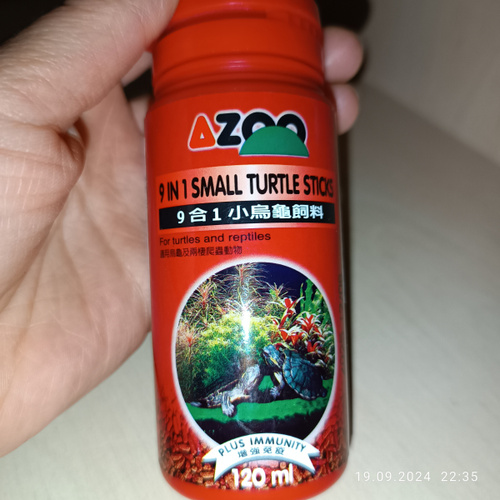 AZOO
9 IN 1 SMALL TURTLE STICKS
9合1小烏龜飼料
For turtles and reptiles
適用烏龜及兩棲爬蟲動物
PLUS IMMUNITY
增強免疫
120 ml
19.09.2024 22:35